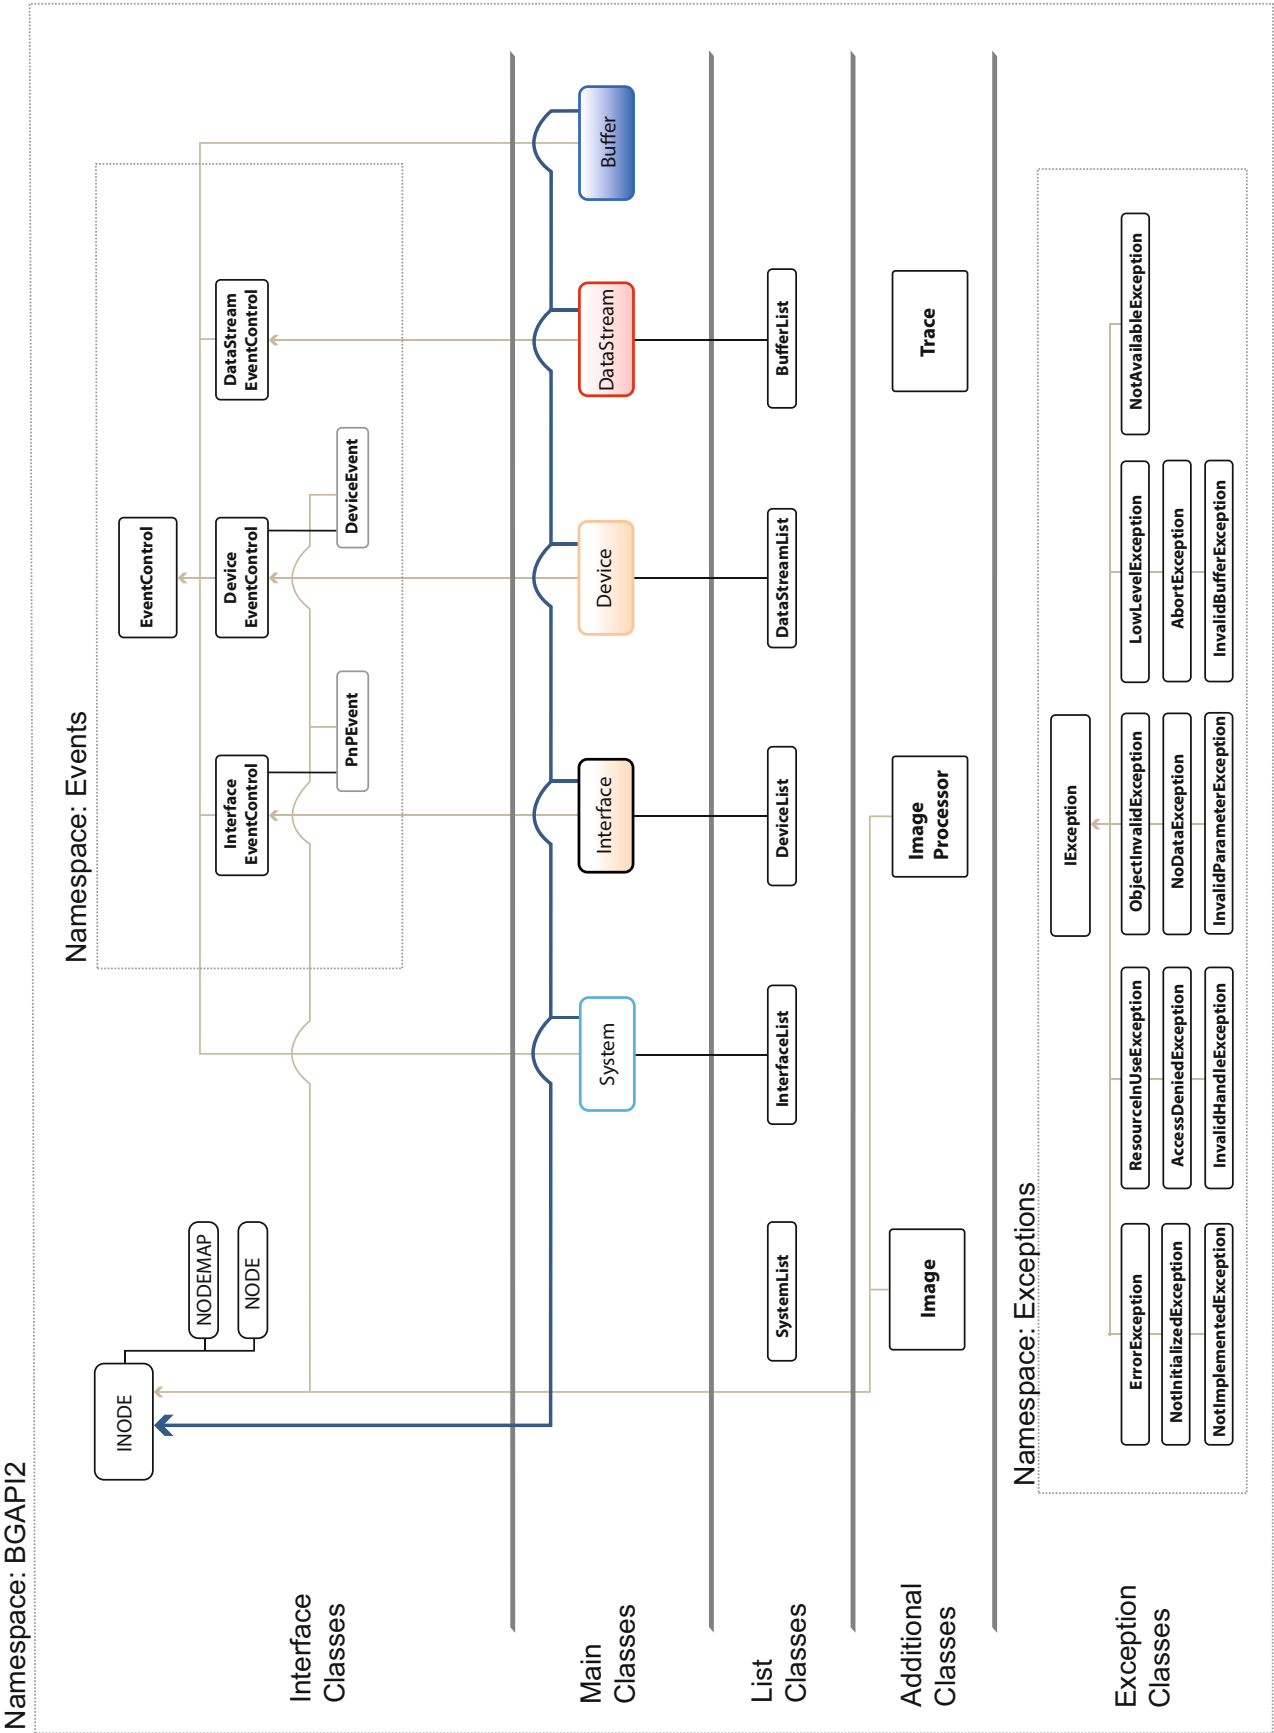 Namespace: BGAPI2
Interface
Classes
INODE
NODEMAP
NODE
Namespace: Events
EventControl
Interface
EventControl
Device
EventControl
DataStream
EventControl
PnPEvent
DeviceEvent
Main
Classes
System
Interface
Device
DataStream
Buffer
List
Classes
SystemList
InterfaceList
DeviceList
DataStreamList
BufferList
Additional
Classes
Image
Image
Processor
Trace
Exception
Classes
Namespace: Exceptions
IException
ErrorException
ResourceInUseException
ObjectInvalidException
LowLevelException
NotAvailableException
NotInitializedException
AccessDeniedException
NoDataException
AbortException
NotImplementedException
InvalidHandleException
InvalidParameterException
InvalidBufferException